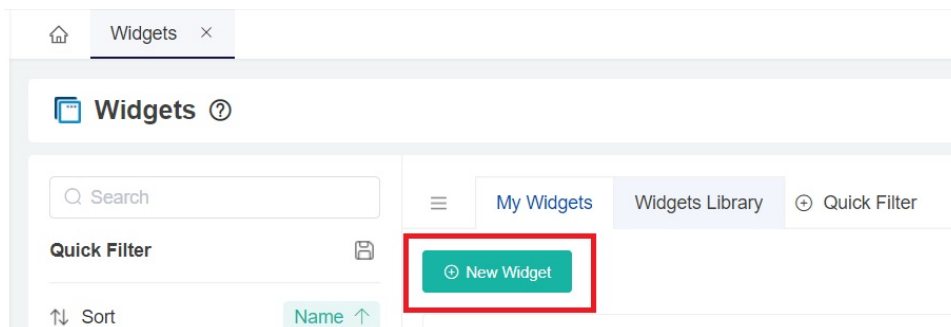 Widgets
Widgets
Search
Quick Filter
Sort Name
My Widgets Widgets Library Quick Filter
New Widget